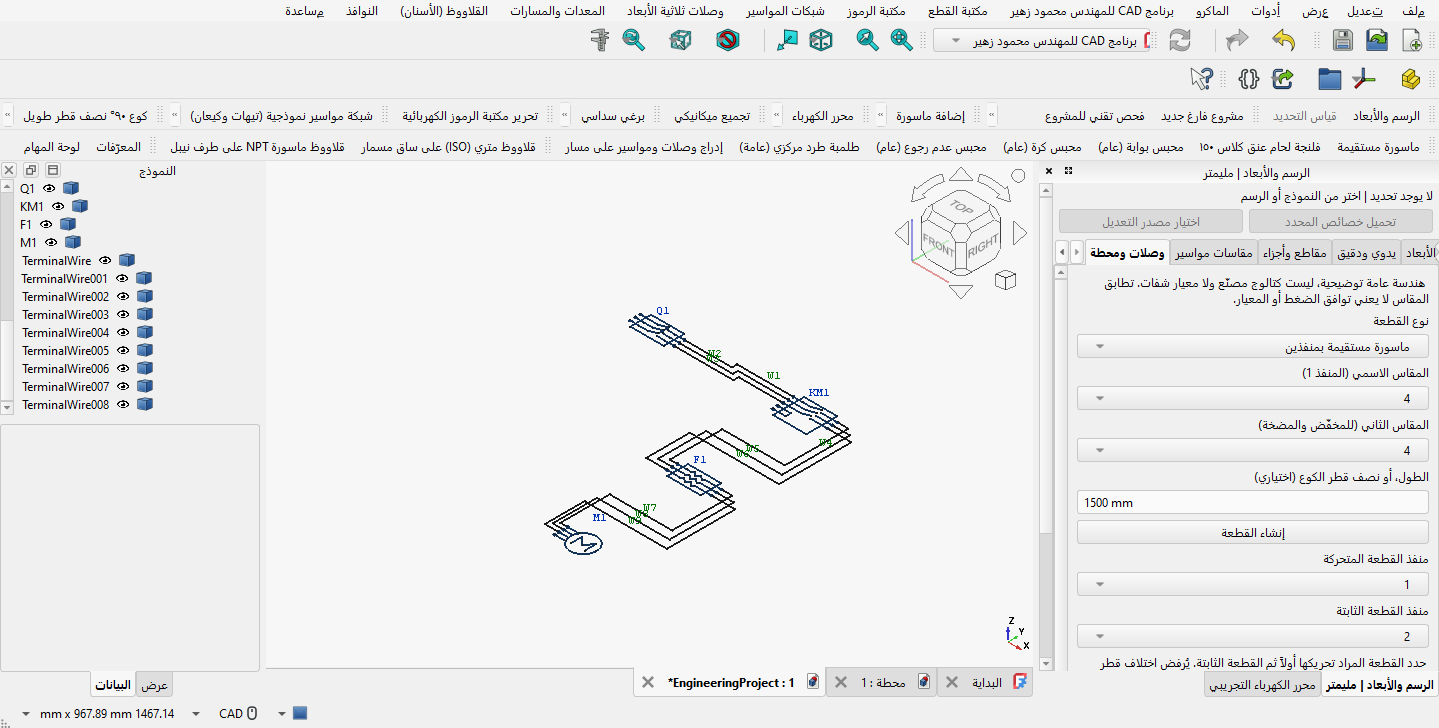 ملف تعديل عرض أدوات الماكرو برنامج CAD للمهندس محمود زهير مكتبة القطع مكتبة الرموز شبكات المواسير وصلات ثلاثية الأبعاد المعدات والمسارات القلاووظ (الأسنان) النوافذ مساعدة
برنامج CAD للمهندس محمود زهير
الرسم والأبعاد قياس التحديد مشروع فارغ جديد فحص تقني للمشروع » إضافة ماسورة » محرر الكهرباء » تجميع ميكانيكي برغي سداسي » تحرير مكتبة الرموز الكهربائية شبكة مواسير نموذجية (تيهات وكيعان) » كوع ٩٠° نصف قطر طويل »
ماسورة مستقيمة فلنجة لحام عنق كلاس ١٥٠ محبس بوابة (عام) محبس كرة (عام) محبس عدم رجوع (عام) طلمبة طرد مركزي (عامة) إدراج وصلات ومواسير على مسار قلاووظ متري (ISO) على ساق مسمار قلاووظ ماسورة NPT على طرف نيبل المعرّفات لوحة المهام
الرسم والأبعاد | مليمتر
لا يوجد تحديد | اختر من النموذج أو الرسم
تحميل خصائص المحدد اختيار مصدر التعديل
الأبعاد يدوي ودقيق مقاطع وأجزاء مقاسات مواسير وصلات ومحطة
هندسة عامة توضيحية، ليست كتالوج مصنّع ولا معيار شفات. تطابق
المقاس لا يعني توافق الضغط أو المعيار.
نوع القطعة
ماسورة مستقيمة بمنفذين
المقاس الاسمي (المنفذ 1)
4
المقاس الثاني (للمخفّض والمضخة)
4
الطول، أو نصف قطر الكوع (اختياري)
1500 mm
إنشاء القطعة
منفذ القطعة المتحركة
1
منفذ القطعة الثابتة
2
حدد القطعة المراد تحريكها أولاً ثم القطعة الثابتة. يُرفض اختلاف قطر
الرسم والأبعاد | مليمتر محرر الكهرباء التجريبي
النموذج
Q1
KM1
F1
M1
TerminalWire
TerminalWire001
TerminalWire002
TerminalWire003
TerminalWire004
TerminalWire005
TerminalWire006
TerminalWire007
TerminalWire008
عرض البيانات
TOP
FRONT
RIGHT
Q1
W2
W1
KM1
W4
W5
W6
F1
W7
W8
W9
M1
Z
Y
X
البداية
محطة : 1
EngineeringProject : 1*
CAD
1467.14 mm x 967.89 mm